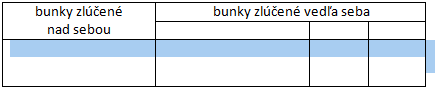 bunky zlúčené
nad sebou
bunky zlúčené vedľa seba